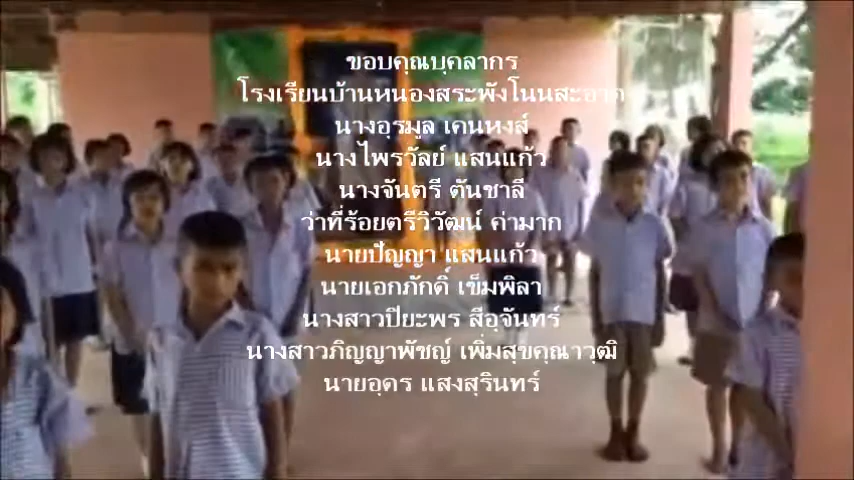 ขอบคุณบุคลากร
โรงเรียนบ้านหนองสระพังโนนสะอาด
นางอุรมูล เคนหงส์
นางไพรวัลย์ แสนแก้ว
นางจันตรี ตันชาลี
ว่าที่ร้อยตรีวิวัฒน์ ค่ามาก
นายปัญญา แสนแก้ว
นายเอกภักดิ์ เข็มพิลา
นางสาวปิยะพร สีอุจันทร์
นางสาวภิญญาพัชญ์ เพิ่มสุขคุณาวุฒิ
นายอุดร แสงสุรินทร์